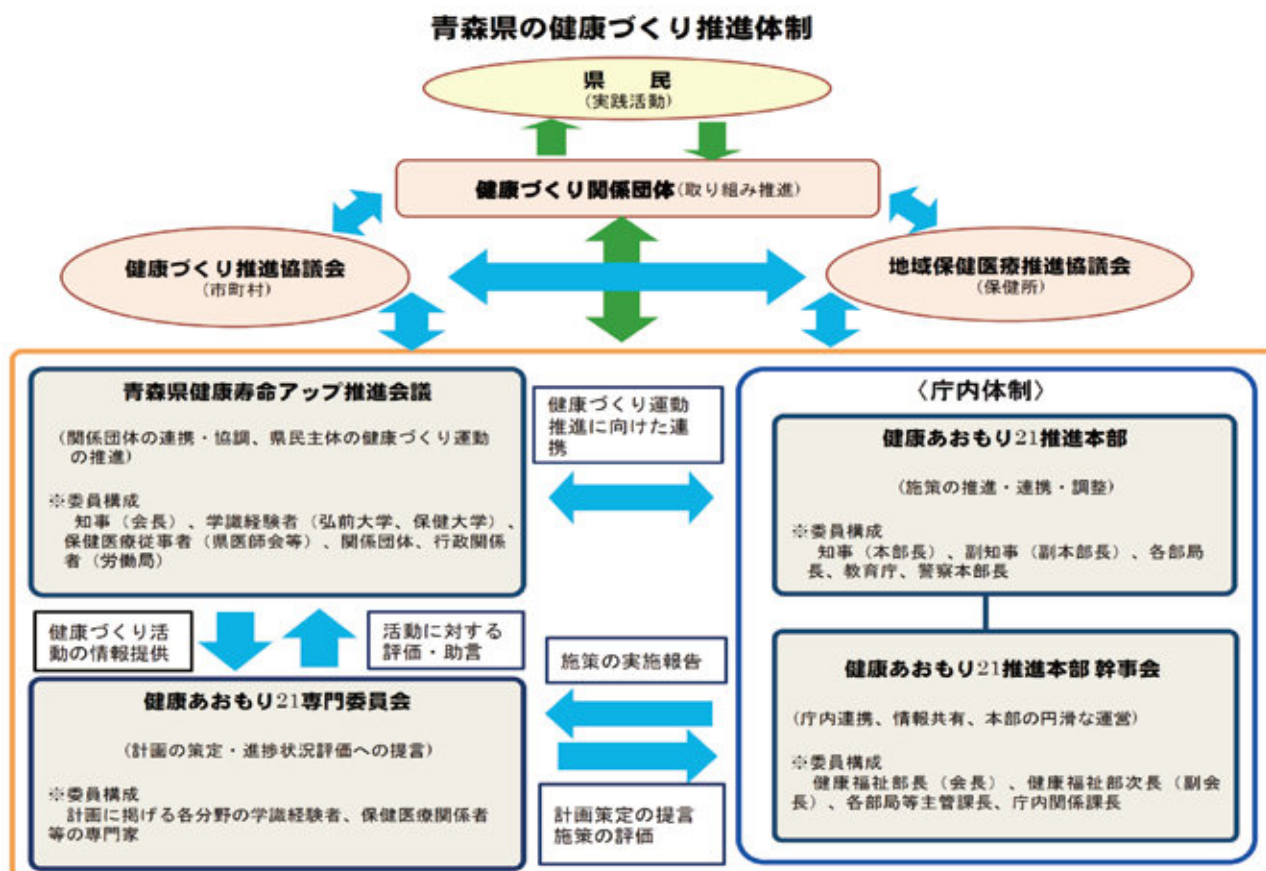 青森県の健康づくり推進体制
県　民
(実践活動)
健康づくり関係団体(取り組み推進)
健康づくり推進協議会
(市町村)
地域保健医療推進協議会
(保健所)
青森県健康寿命アップ推進会議
(関係団体の連携・協調、県民主体の健康づくり運動
の推進)
※委員構成
知事（会長）、学識経験者（弘前大学、保健大学）、
保健医療従事者（県医師会等）、関係団体、行政関係
者（労働局）
健康づくり運動
推進に向けた連
携
〈庁内体制〉
健康あおもり21推進本部
(施策の推進・連携・調整)
※委員構成
知事（本部長）、副知事（副本部長）、各部局
長、教育庁、警察本部長
健康づくり活
動の情報提供
活動に対する
評価・助言
施策の実施報告
健康あおもり21専門委員会
(計画の策定・進捗状況評価への提言)
※委員構成
計画に掲げる各分野の学識経験者、保健医療関係者
等の専門家
計画策定の提言
施策の評価
健康あおもり21推進本部 幹事会
(庁内連携、情報共有、本部の円滑な運営)
※委員構成
健康福祉部長（会長）、健康福祉部次長（副会
長）、各部局等主管課長、庁内関係課長